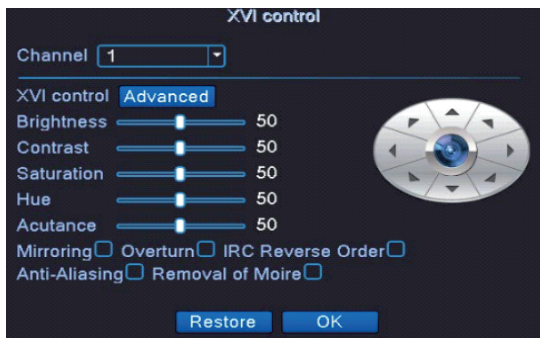 XVI control
Channel 1
XVI control Advanced
Brightness 50
Contrast 50
Saturation 50
Hue 50
Acutance 50
Mirroring Overturn IRC Reverse Order
Anti-Aliasing Removal of Moire
Restore OK